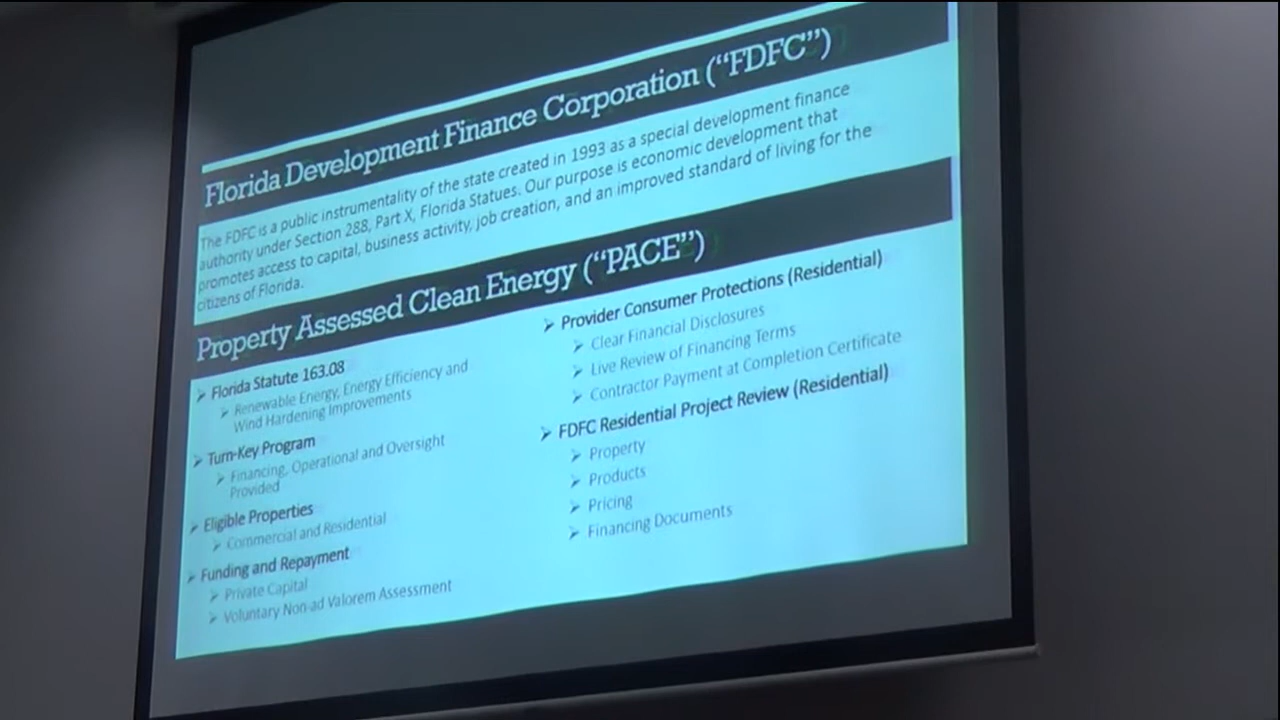 Florida Development Finance Corporation (“FDFC”)
The FDFC is a public instrumentality of the state created in 1993 as a special development finance
authority under Section 288, Part X, Florida Statues. Our purpose is economic development that
promotes access to capital, business activity, job creation, and an improved standard of living for the
citizens of Florida.
Property Assessed Clean Energy (“PACE”)
➢ Florida Statute 163.08
➢ Renewable Energy, Energy Efficiency and
Wind Hardening Improvements
➢ Turn-Key Program
➢ Financing, Operational and Oversight
Provided
➢ Eligible Properties
➢ Commercial and Residential
➢ Funding and Repayment
➢ Private Capital
➢ Voluntary Non-ad Valorem Assessment
➢ Provider Consumer Protections (Residential)
➢ Clear Financial Disclosures
➢ Live Review of Financing Terms
➢ Contractor Payment at Completion Certificate
➢ FDFC Residential Project Review (Residential)
➢ Property
➢ Products
➢ Pricing
➢ Financing Documents